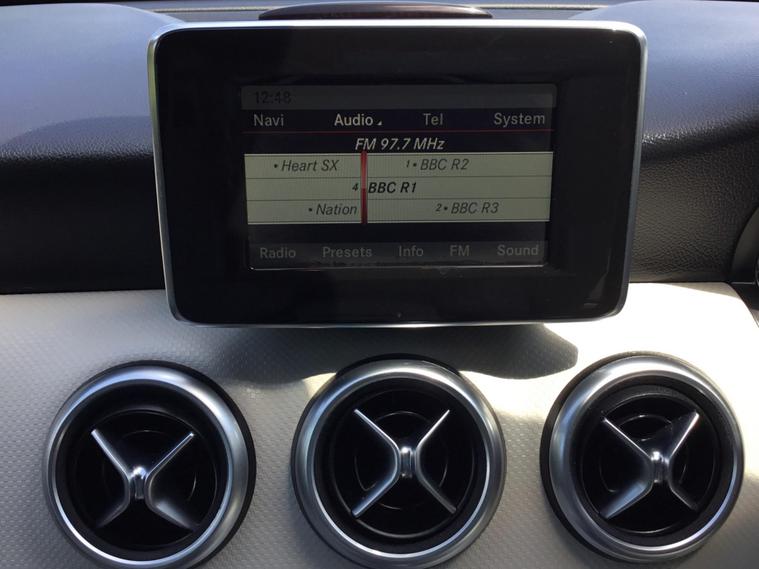 12:48
Navi Audio Tel System
FM 97.7 MHz
• Heart SX 1• BBC R2
4 BBC R1
• Nation 2• BBC R3
Radio Presets Info FM Sound